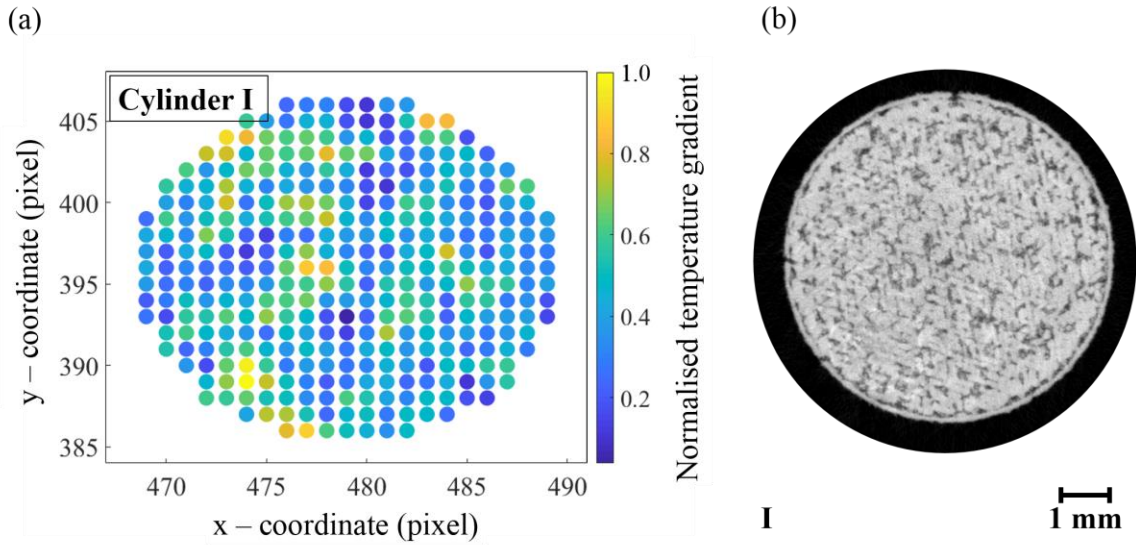 (a)
(b)
Cylinder I
405
400
395
390
385
y – coordinate (pixel)
470
475
480
485
490
x – coordinate (pixel)
1.0
0.8
0.6
0.4
0.2
Normalised temperature gradient
I
1 mm